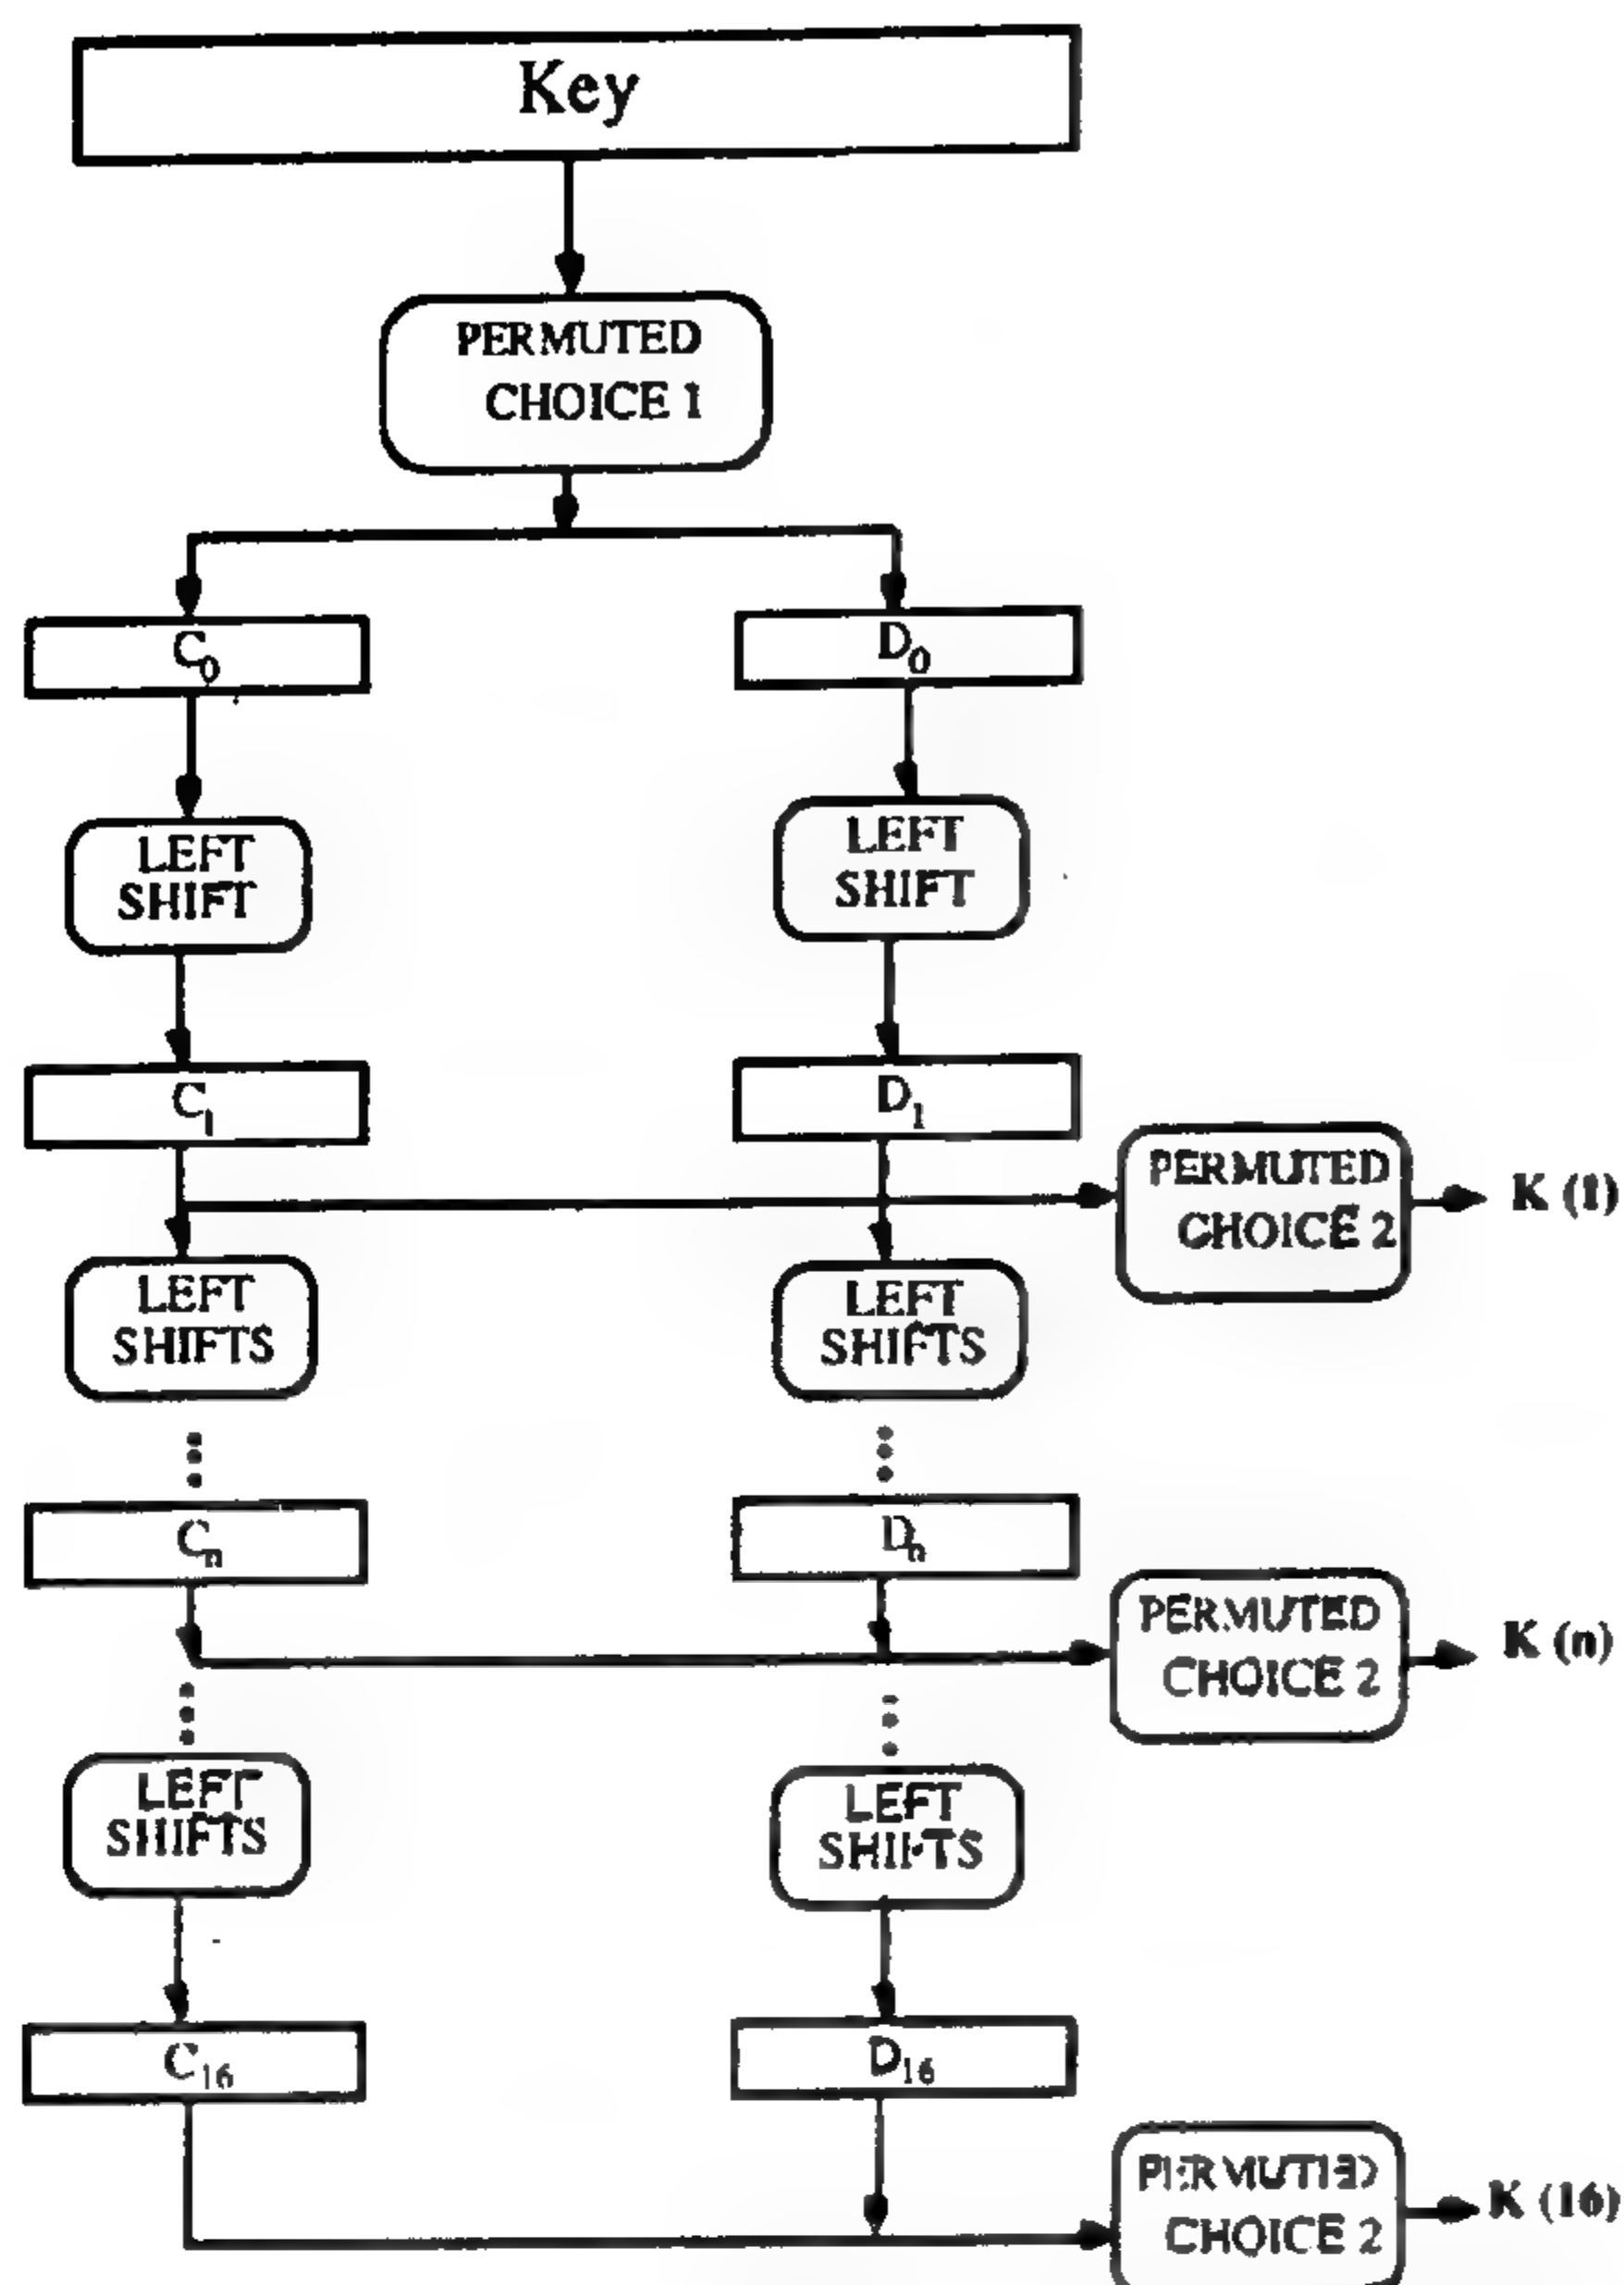 Key
PERMUTED
CHOICE 1
C0
D0
LEFT
SHIFT
LEFT
SHIFT
C1
D1
PERMUTED
CHOICE 2
K (1)
LEFT
SHIFTS
LEFT
SHIFTS
Cn
Dn
PERMUTED
CHOICE 2
K (n)
LEFT
SHIFTS
LEFT
SHIFTS
C16
D16
PERMUTED
CHOICE 2
K (16)